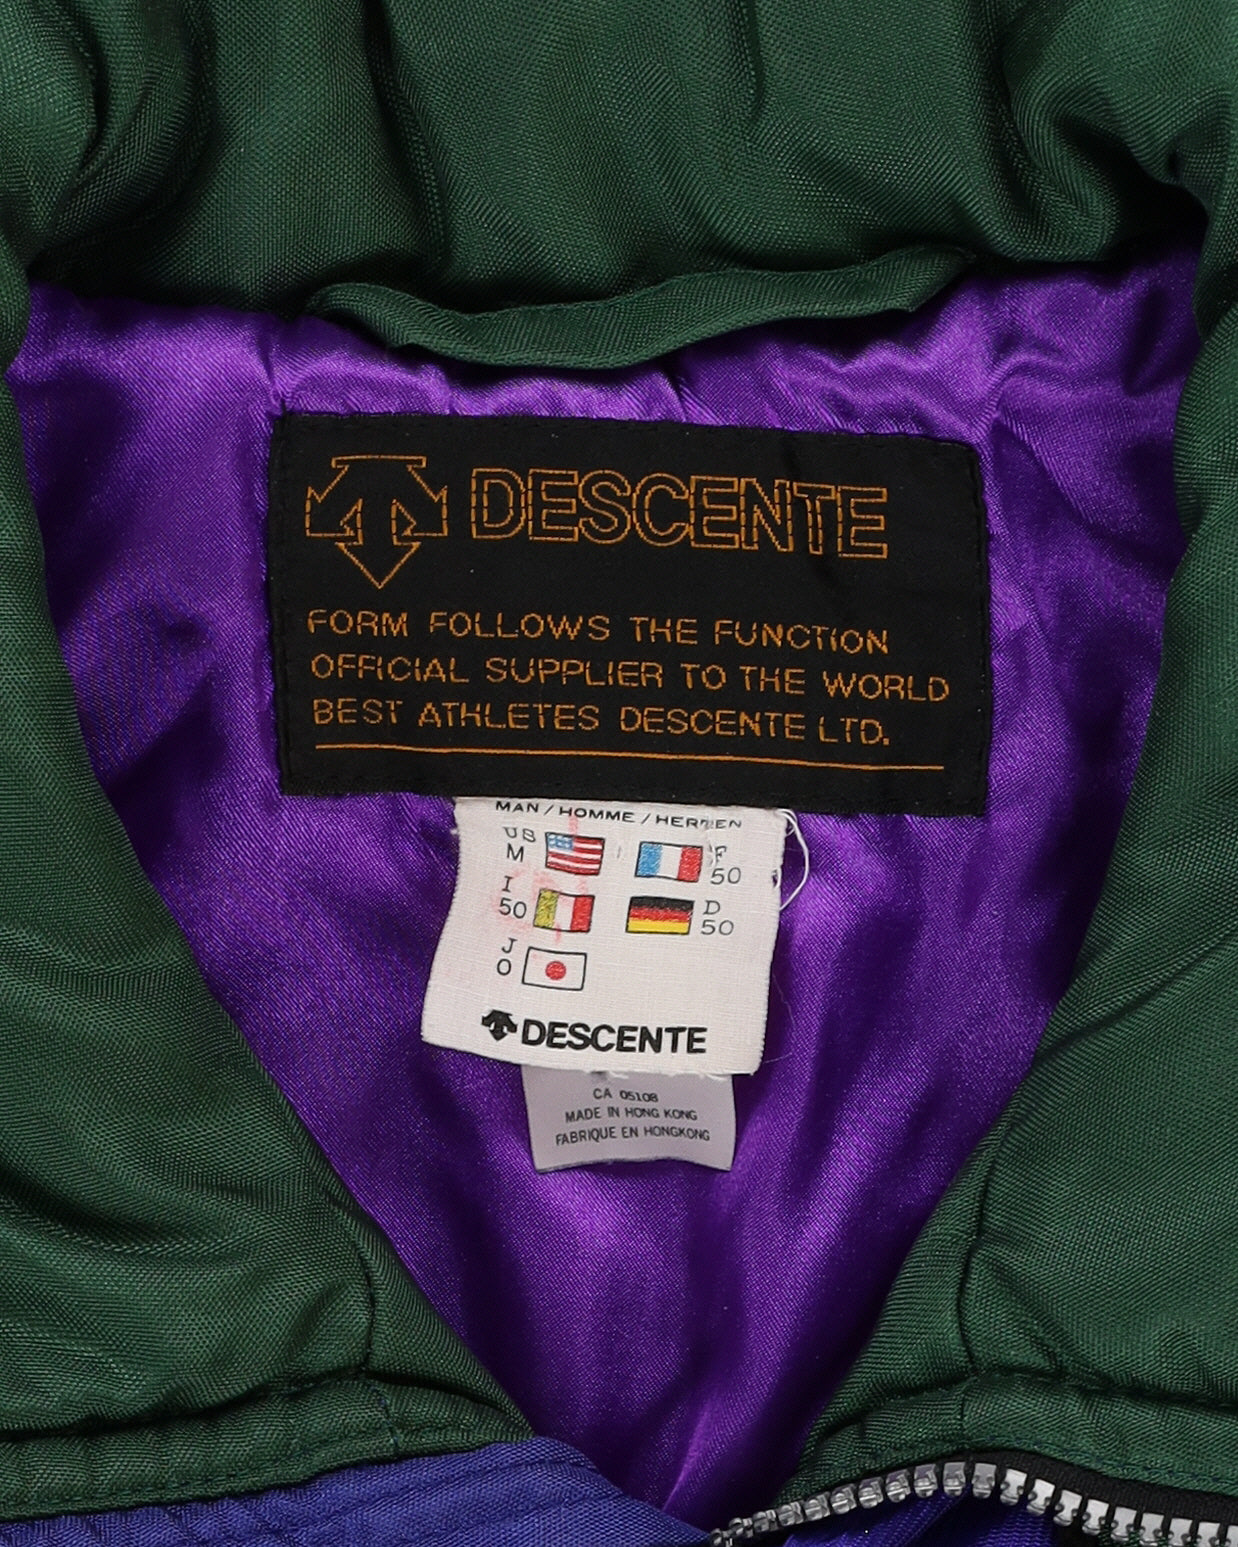 DESCENTE
FORM FOLLOWS THE FUNCTION
OFFICIAL SUPPLIER TO THE WORLD
BEST ATHLETES DESCENTE LTD.
MAN / HOMME / HERREN
US F
M 50
I D
50 50
J
O
DESCENTE
CA 05108
MADE IN HONG KONG
FABRIQUE EN HONGKONG